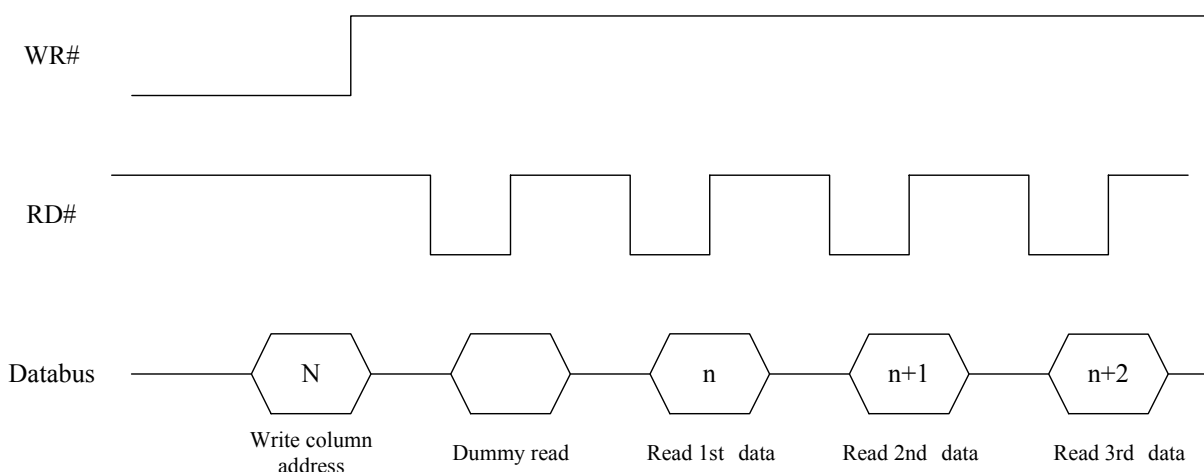 WR#
RD#
Databus
N
n
n+1
n+2
Write column
address
Dummy read
Read 1st data
Read 2nd data
Read 3rd data